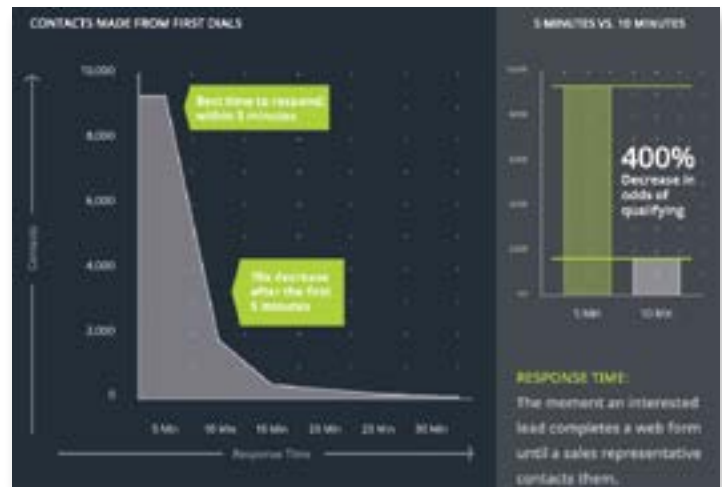 CONTACTS MADE FROM FIRST DIALS
10,000
8,000
6,000
4,000
2,000
0
Contacts
Best time to respond:
within 5 minutes
decrease
after the first
5 minutes
5 Min
10 Min
15 Min
20 Min
25 Min
30 Min
Response Time
5 MINUTES VS. 10 MINUTES
400%
Decrease in
odds of
qualifying
5 Min
10 Min
RESPONSE TIME:
The moment an interested
lead completes a web form
until a sales representative
contacts them.